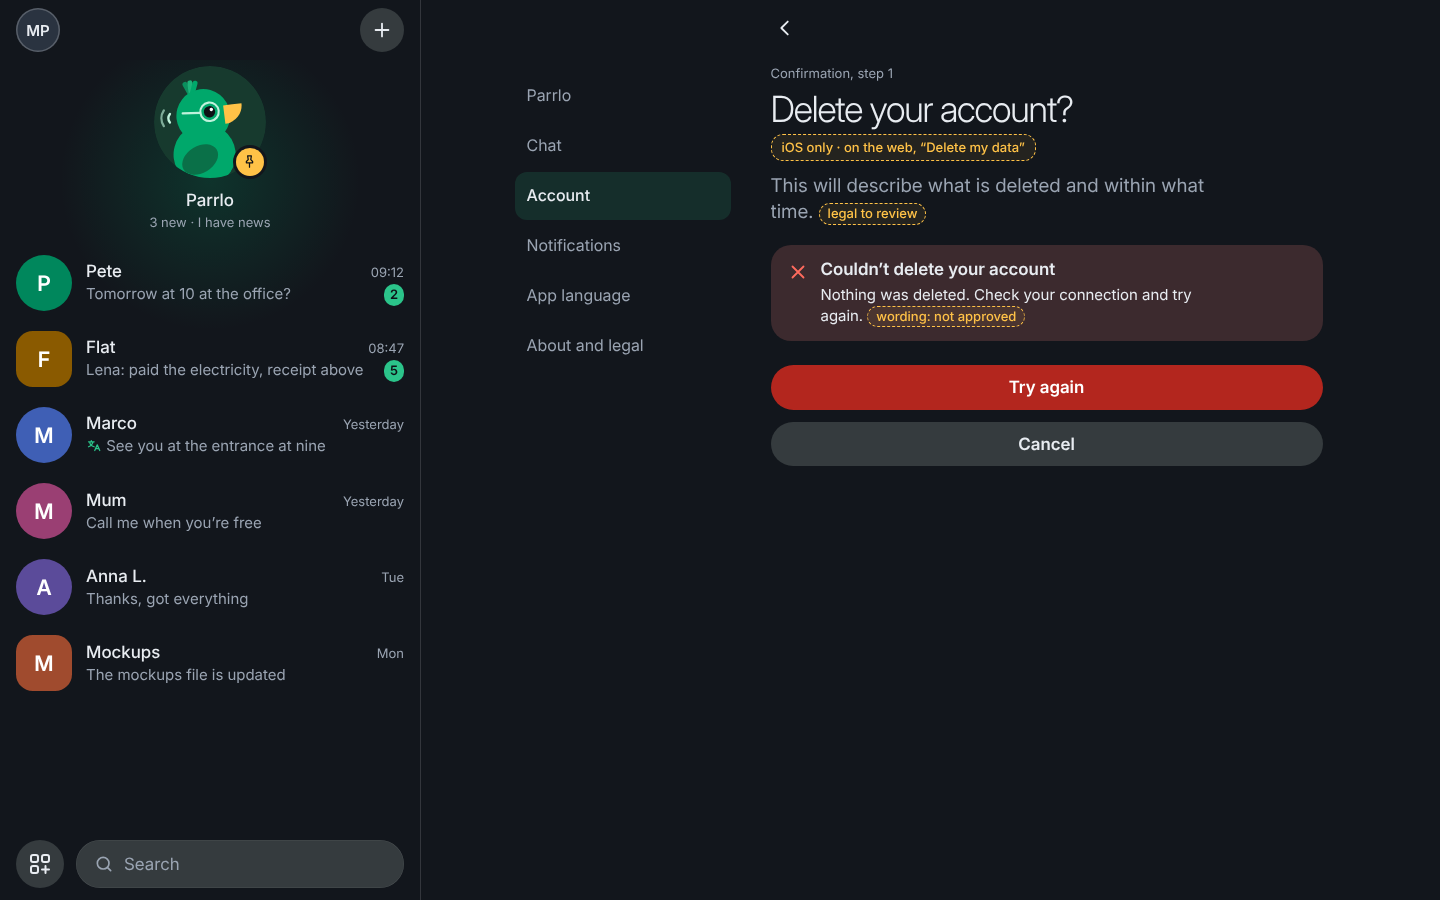 MP
Parrlo
3 new · I have news
P
Pete
09:12
Tomorrow at 10 at the office?
2
F
Flat
08:47
Lena: paid the electricity, receipt above
5
M
Marco
Yesterday
See you at the entrance at nine
M
Mum
Yesterday
Call me when you’re free
A
Anna L.
Tue
Thanks, got everything
M
Mockups
Mon
The mockups file is updated
Search
Parrlo
Chat
Account
Notifications
App language
About and legal
Confirmation, step 1
Delete your account?
iOS only · on the web, “Delete my data”
This will describe what is deleted and within what
time. legal to review
Couldn’t delete your account
Nothing was deleted. Check your connection and try
again. wording: not approved
Try again
Cancel